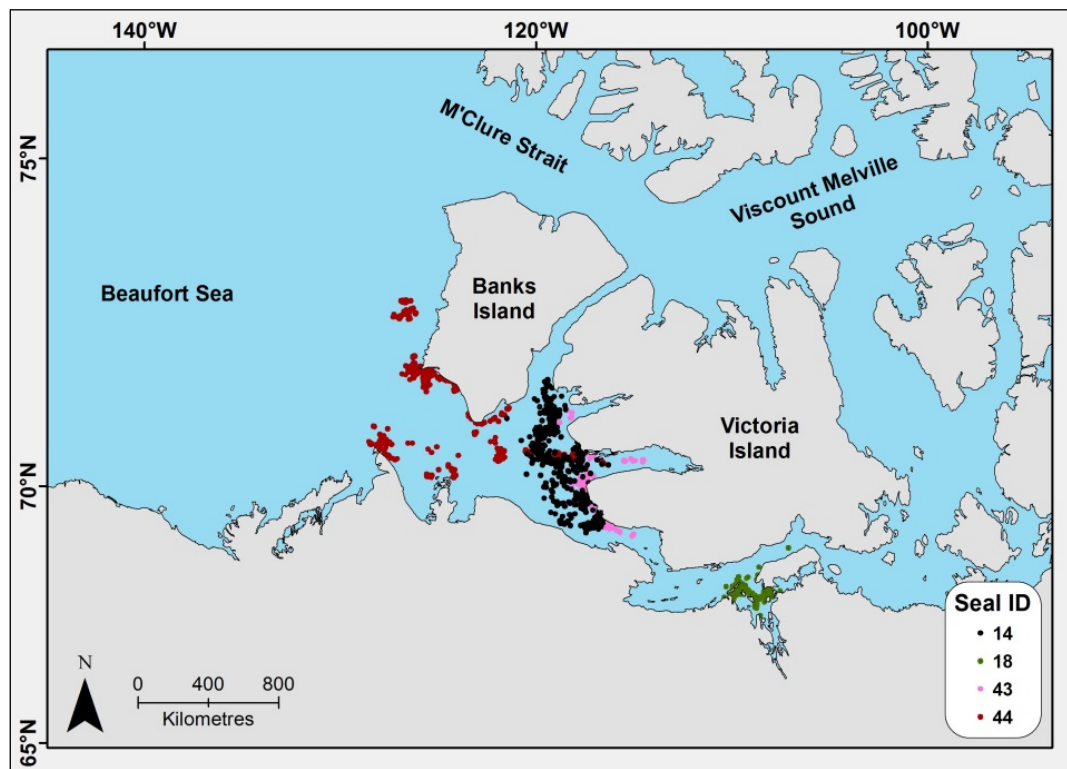 140°W
120°W
100°W
75°N
70°N
65°N
M'Clure Strait
Viscount Melville
Sound
Beaufort Sea
Banks
Island
Victoria
Island
Seal ID
14
18
43
44
N
0 400 800
Kilometres